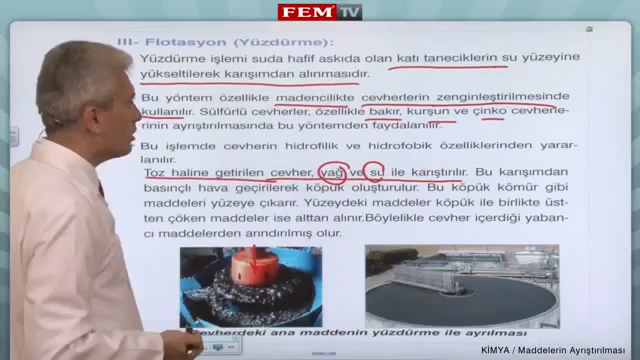 FEM TV
III- Flotasyon (Yüzdürme):
Yüzdürme işlemi suda hafif askıda olan katı taneciklerin su yüzeyine
yükseltilerek karışımdan alınmasıdır.
Bu yöntem özellikle madencilikte cevherlerin zenginleştirilmesinde
kullanılır. Sülfürlü cevherler, özellikle bakır, kurşun ve çinko cevherle-
rinin ayrıştırılmasında bu yöntemden faydalanılır.
Bu işlemde cevherin hidrofilik ve hidrofobik özelliklerinden yarar-
lanılır.
Toz haline getirilen cevher, yağ ve su ile karıştırılır. Bu karışımdan
basınçlı hava geçirilerek köpük oluşturulur. Bu köpük kömür gibi
maddeleri yüzeye çıkarır. Yüzeydeki maddeler köpük ile birlikte üst-
ten çöken maddeler ise alttan alınır.Böylelikle cevher içerdiği yaban-
cı maddelerden arındırılmış olur.
cevherdeki ana maddenin yüzdürme ile ayrılması
KİMYA / Maddelerin Ayrıştırılması